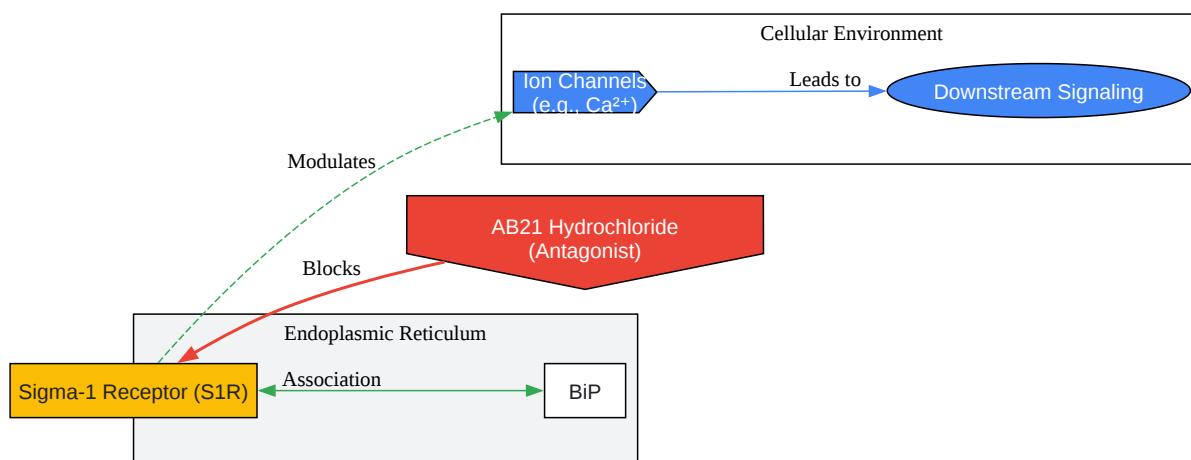 Cellular Environment
Ion Channels
(e.g., Ca²⁺)
Leads to
Downstream Signaling
Modulates
AB21 Hydrochloride
(Antagonist)
Blocks
Endoplasmic Reticulum
Sigma-1 Receptor (S1R)
Association
BiP